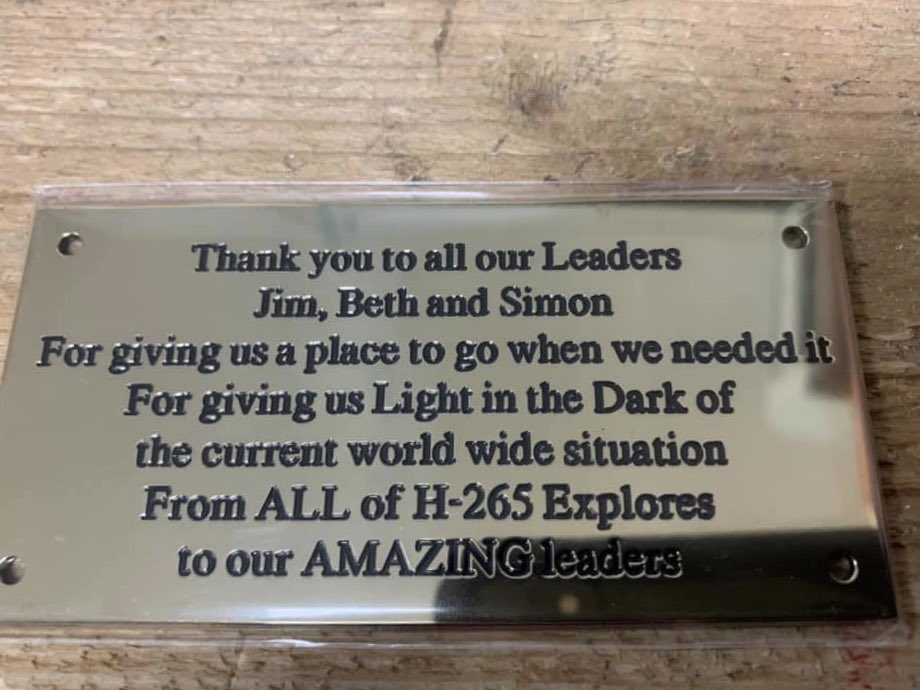 Thank you to all our Leaders
Jim, Beth and Simon
For giving us a place to go when we needed it
For giving us Light in the Dark of
the current world wide situation
From ALL of H-265 Explores
to our AMAZING leaders